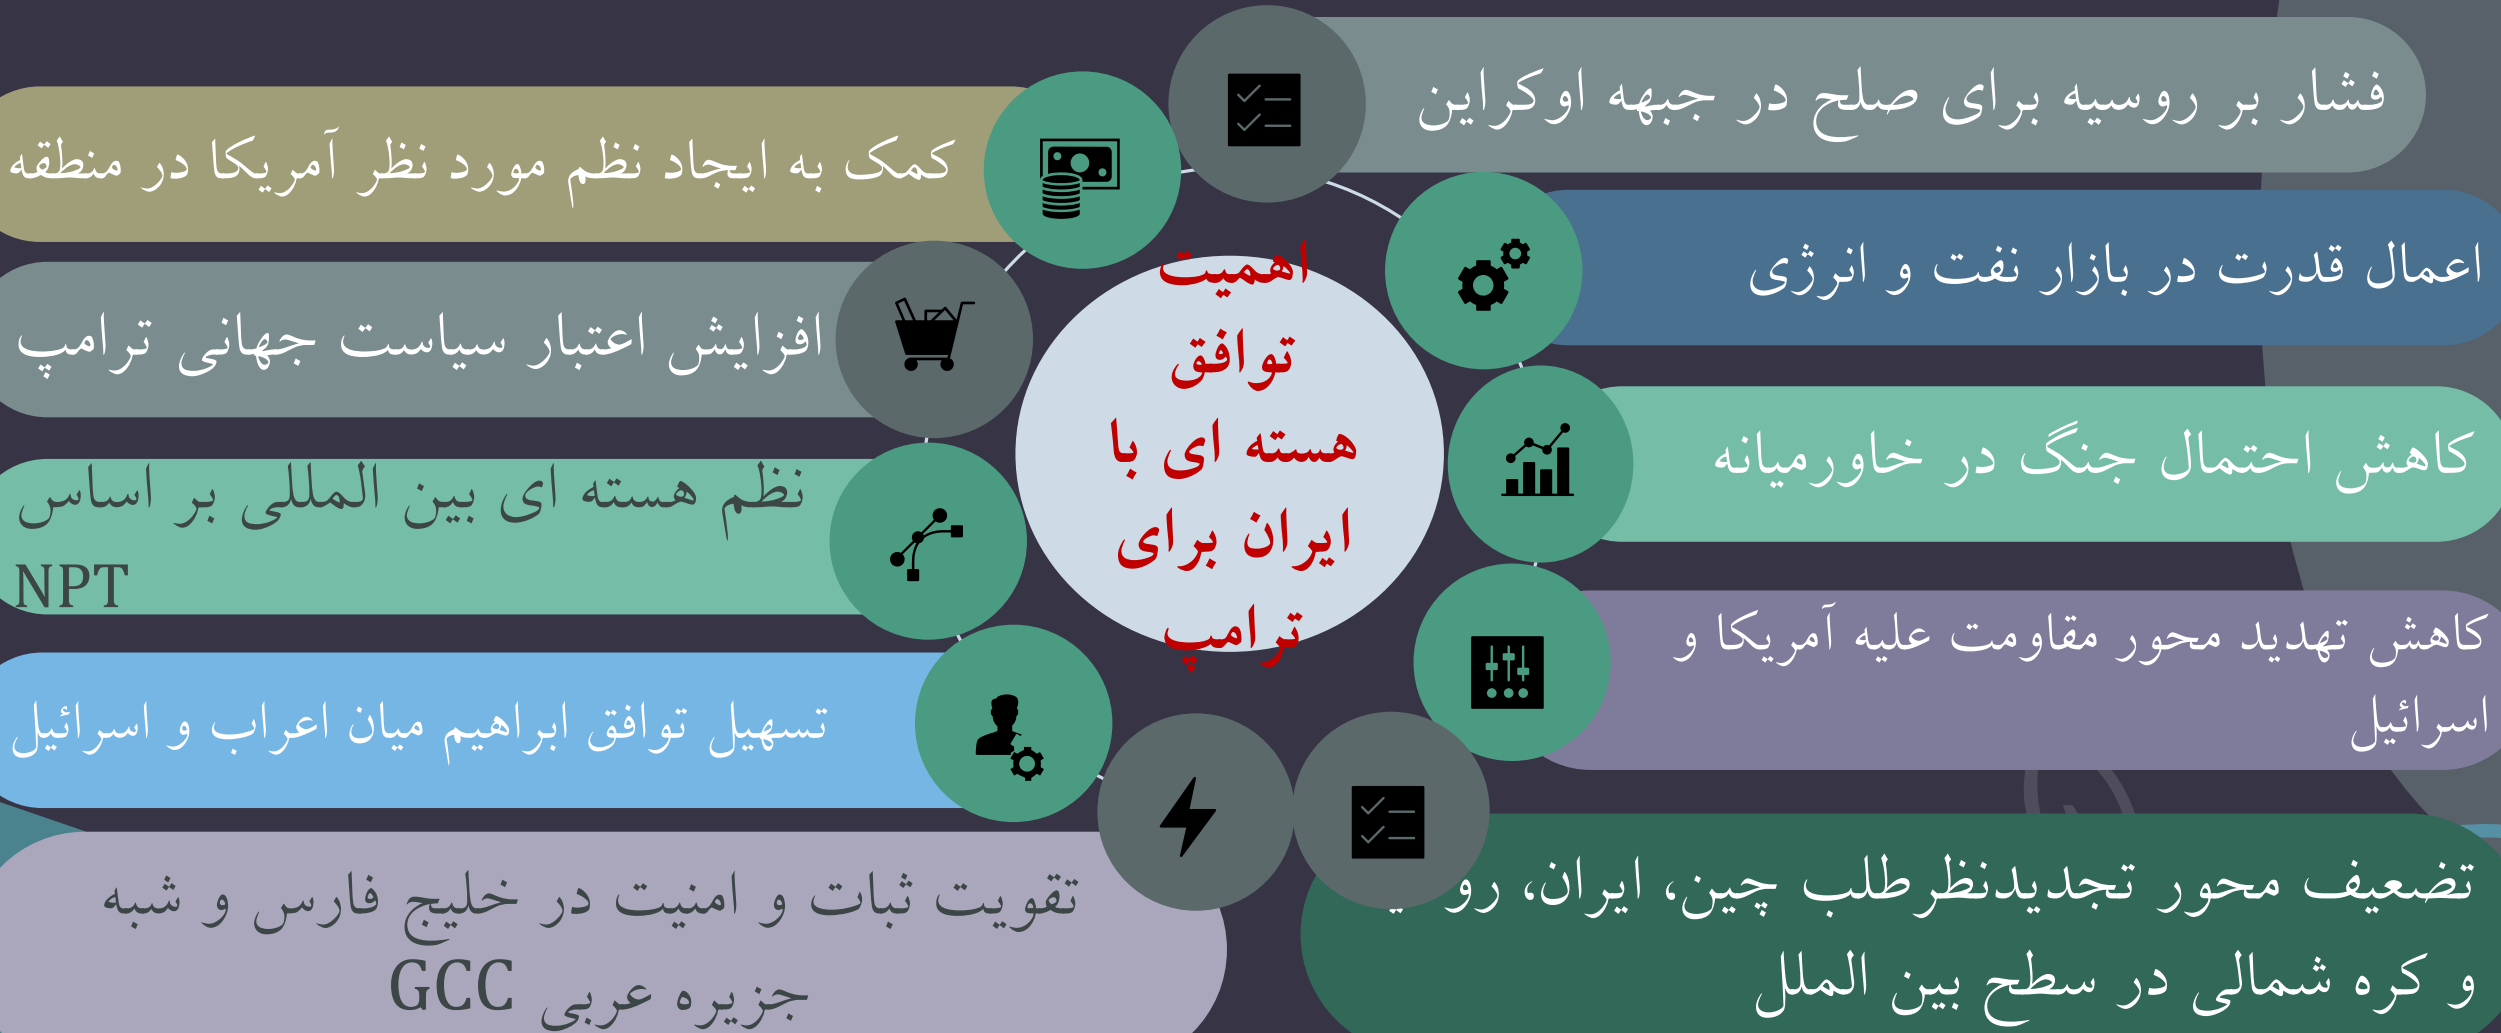 اهمیت
توافق
هسته ای با
ایران برای
ترامپ
فشار بر روسیه برای صلح در جبهه اوکراین
اعمال قدرت در بازار نفت و انرژی
کاهش احتمال جنگ در خاورمیانه
کاهش تهدید محور مقاومت علیه آمریکا و
اسرائیل
تضعیف محور تجدیدنظرطلب چین، ایران، روسیه
و کره شمالی در سطح بین الملل
کمک به ایجاد نظم مورد نظر آمریکا در منطقه
افزایش اعتبار سیاست جهانی ترامپ
نظم هسته ای بین المللی بر اساس
NPT
تسهیل توافق ابراهیم میان اعراب و اسرائیل
تقویت ثبات و امنیت در خلیج فارس و شبه
جزیره عربی GCC